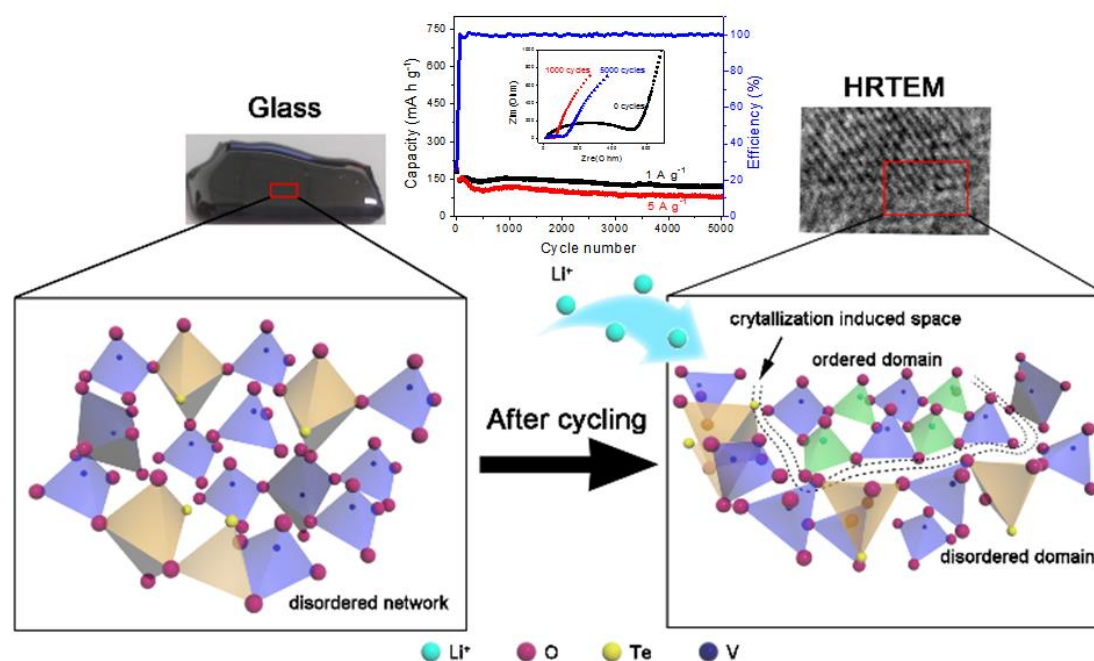 Glass
HRTEM
Capacity (mA h g⁻¹)
750
600
450
300
150
0
0
1000
2000
3000
4000
5000
Cycle number
100
80
60
40
20
0
Efficiency (%)
1 A g⁻¹
5 A g⁻¹
1000 cycles
5000 cycles
0 cycles
Zre(Ohm)
Li⁺
crytallization induced space
ordered domain
After cycling
disordered network
disordered domain
Li⁺ O Te V